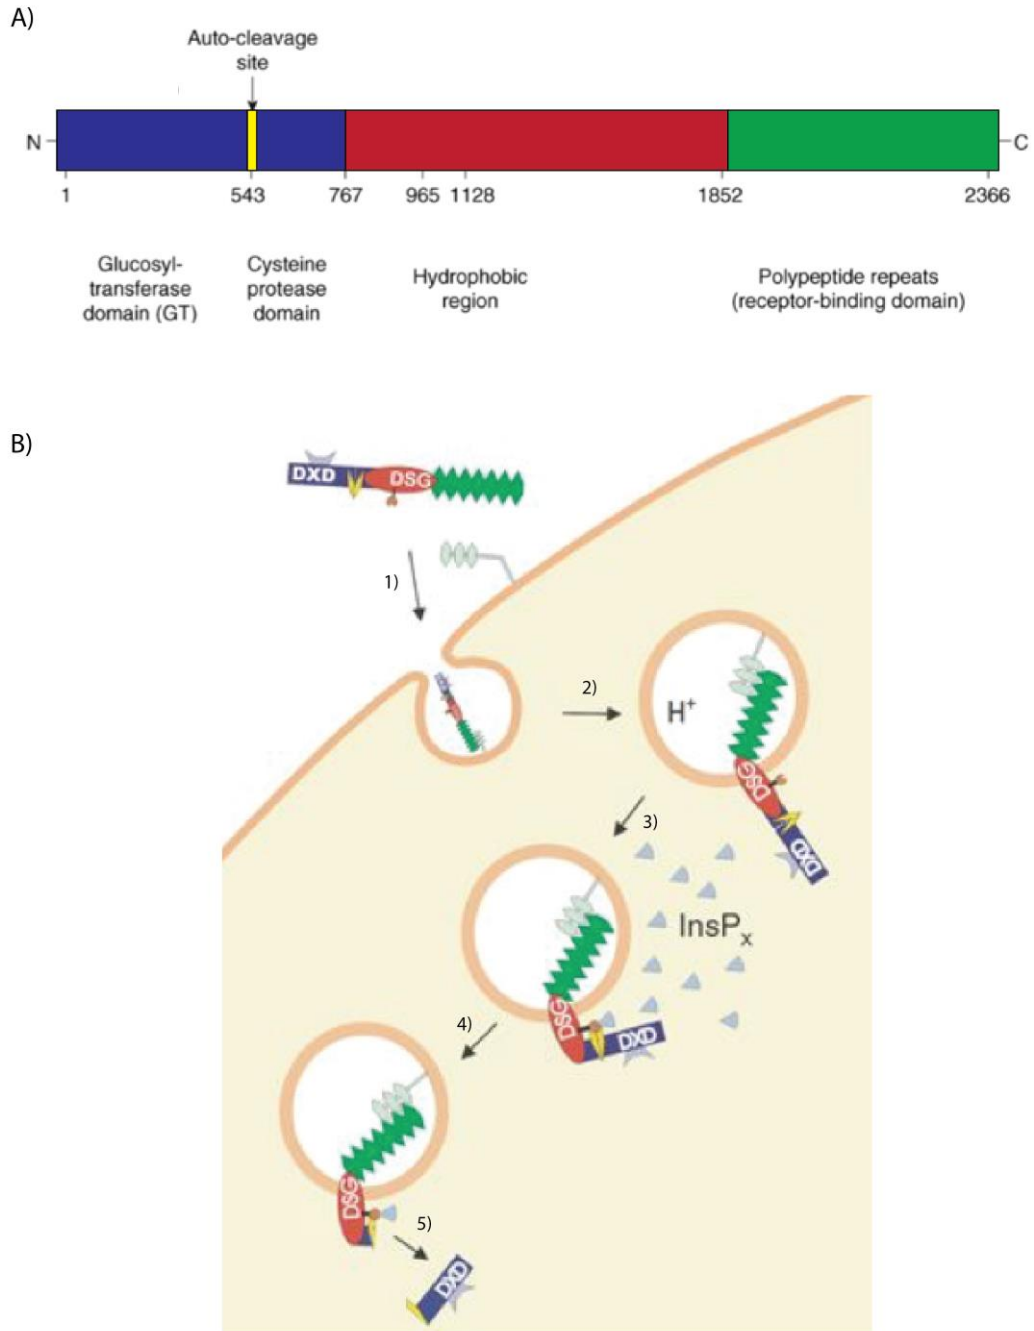 A)
Auto-cleavage
site
N
C
1 543 767 965 1128 1852 2366
Glucosyl-
transferase
domain (GT)
Cysteine
protease
domain
Hydrophobic
region
Polypeptide repeats
(receptor-binding domain)
B)
DXD DSG
1)
2)
H+
DSG
DXD
3)
InsPx
DSG
DXD
4)
DSG
5)
DXD